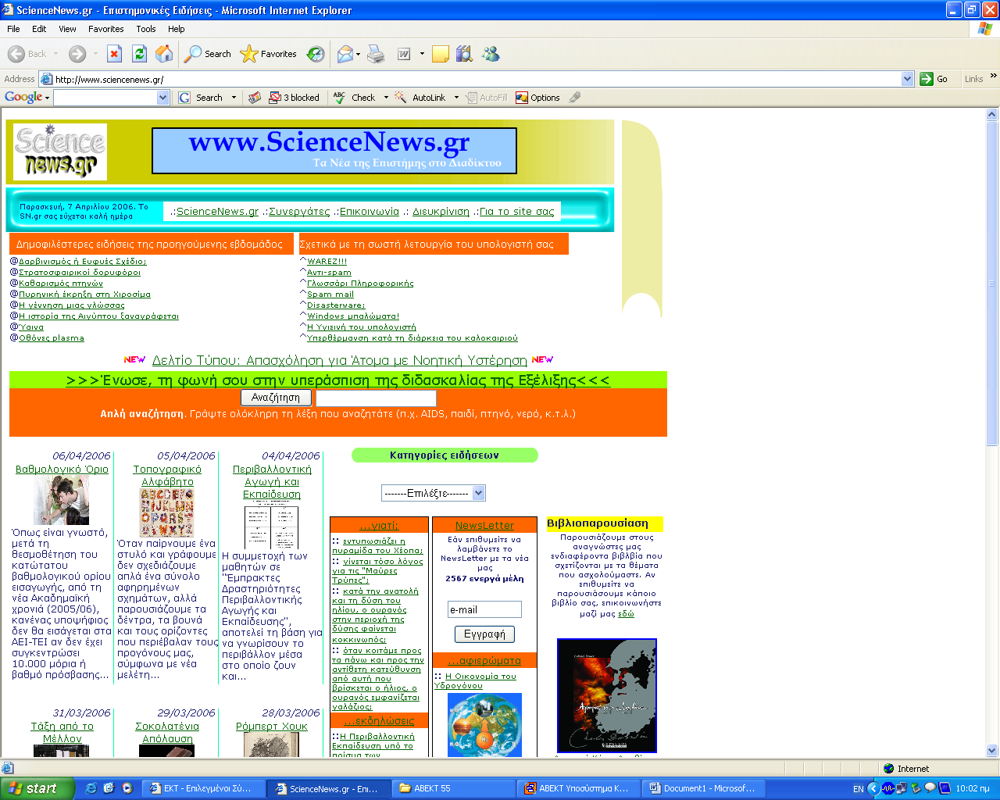 ScienceNews.gr - Επιστημονικές Ειδήσεις - Microsoft Internet Explorer
File Edit View Favorites Tools Help
Back Search Favorites
Address http://www.sciencenews.gr/ Go Links »
Google Search 3 blocked Check AutoLink AutoFill Options
Science news.gr
www.ScienceNews.gr
Τα Νέα της Επιστήμης στο Διαδίκτυο
Παρασκευή, 7 Απριλίου 2006. Το
SN.gr σας εύχεται καλή ημέρα
.:ScienceNews.gr .:Συνεργάτες .:Επικοινωνία .: Διευκρίνιση .:Για το site σας
Δημοφιλέστερες ειδήσεις της προηγούμενης εβδομάδος
@Δαρβινισμός ή Ευφυές Σχέδιο;
@Στρατοσφαιρικοί δορυφόροι
@Καθαρισμός πτηνών
@Πυρηνική έκρηξη στη Χιροσίμα
@Η γέννηση μιας γλώσσας
@Η ιστορία της Αιγύπτου ξαναγράφεται
@Ύαινα
@Οθόνες plasma
Σχετικά με τη σωστή λετουργία του υπολογιστή σας
^WAREZ!!!
^Αντι-spam
^Γλωσσάρι Πληροφορικής
^Spam mail
^Disasterware;
^Windows μπαλώματα!
^Η Υγιεινή του υπολογιστή
^Υπερθέρμανση κατά τη διάρκεια του καλοκαιριού
NEW Δελτίο Τύπου: Απασχόληση για Άτομα με Νοητική Υστέρηση NEW
>>>Ένωσε, τη φωνή σου στην υπεράσπιση της διδασκαλίας της Εξέλιξης<<<
Αναζήτηση
Απλή αναζήτηση. Γράψτε ολόκληρη τη λέξη που αναζητάτε (π.χ. AIDS, παιδί, πτηνό, νερό, κ.τ.λ.)
06/04/2006
Βαθμολογικό Όριο
Όπως είναι γνωστό,
μετά τη
θεσμοθέτηση του
κατώτατου
βαθμολογικού ορίου
εισαγωγής, από τη
νέα Ακαδημαϊκή
χρονιά (2005/06),
κανένας υποψήφιος
δεν θα εισάγεται στα
ΑΕΙ-ΤΕΙ αν δεν έχει
συγκεντρώσει
10.000 μόρια ή
βαθμό πρόσβασης...
05/04/2006
Τοπογραφικό
Αλφάβητο
Όταν παίρνουμε ένα
στυλό και γράφουμε
δεν σχεδιάζουμε
απλά ένα σύνολο
αφηρημένων
σχημάτων, αλλά
παρουσιάζουμε τα
δέντρα, τα βουνά
και τους ορίζοντες
που περιέβαλαν τους
προγόνους μας,
σύμφωνα με νέα
μελέτη...
04/04/2006
Περιβαλλοντική
Αγωγή και
Εκπαίδευση
Η συμμετοχή των
μαθητών σε
"Έμπρακτες
Δραστηριότητες
Περιβαλλοντικής
Αγωγής και
Εκπαίδευσης",
αποτελεί τη βάση για
να γνωρίσουν το
περιβάλλον μέσα
στο οποίο ζουν
και...
31/03/2006
Τάξη από το
Μέλλον
29/03/2006
Σοκολατένια
Απόλαυση
28/03/2006
Ρόμπερτ Χουκ
Κατηγορίες ειδήσεων
-------Επιλέξτε-------
...γιατί;
:: εντυπωσιάζει η
πυραμίδα του Χέοπα;
:: γίνεται τόσο λόγος
για τις "Μαύρες
Τρύπες";
:: κατά την ανατολή
και τη δύση του
ηλίου, ο ουρανός
στην περιοχή της
δύσης φαίνεται
κοκκινωπός;
:: όταν κοιτάμε προς
τα πάνω και προς την
αντίθετη κατεύθυνση
από αυτή που
βρίσκεται ο ήλιος, ο
ουρανός εμφανίζεται
γαλάζιος;
...εκδηλώσεις
::Η Περιβαλλοντική
Εκπαίδευση υπό το
πρίσμα των
NewsLetter
Εάν επιθυμείτε να
λαμβάνετε το
NewsLetter με τα νέα
μας
2567 ενεργά μέλη
e-mail
Εγγραφή
...αφιερώματα
:: Η Οικονομία του
Υδρογόνου
Βιβλιοπαρουσίαση
Παρουσιάζουμε στους
αναγνώστες μας
ενδιαφέροντα βιβλβία που
σχετίζονται με τα θέματα
που ασχολούμαστε. Αν
επιθυμείτε να
παρουσιάσουμε κάποιο
βιβλίο σας, επικοινωνήστε
μαζί μας εδώ
Internet
start ΕΚΤ - Επιλεγμένοι Σύ... ScienceNews.gr - Επι... ABEKT 55 ΑΒΕΚΤ Υποσύστημα Κ... Document1 - Microsof... EN 10:02 πμ